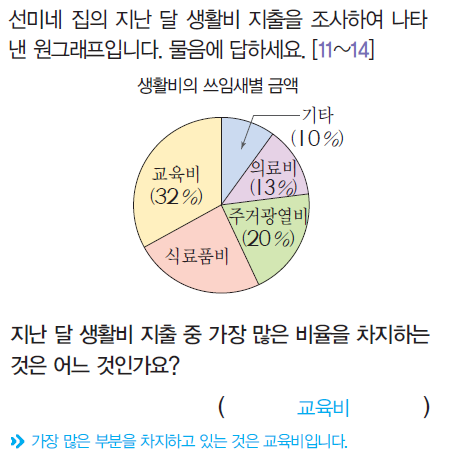 선미네 집의 지난 달 생활비 지출을 조사하여 나타
낸 원그래프입니다. 물음에 답하세요. [11~14]
생활비의 쓰임새별 금액
기타
(10%)
의료비
(13%)
교육비
(32%)
주거광열비
(20%)
식료품비
지난 달 생활비 지출 중 가장 많은 비율을 차지하는
것은 어느 것인가요?
( 교육비 )
가장 많은 부분을 차지하고 있는 것은 교육비입니다.